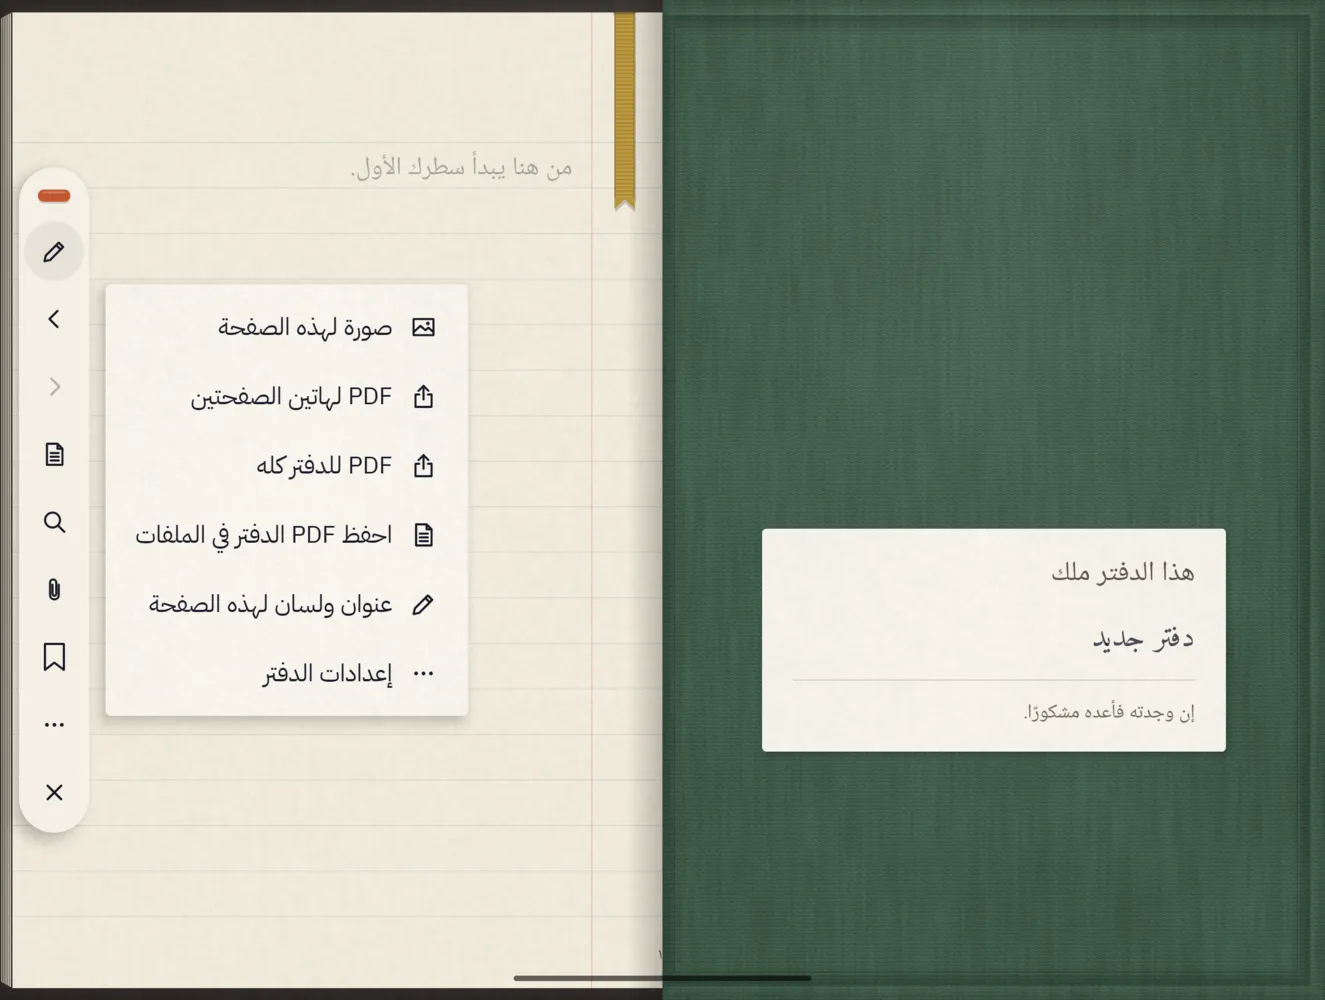 هذا الدفتر ملك
دفتر جديد
إن وجدته فأعده مشكورًا.
من هنا يبدأ سطرك الأول.
صورة لهذه الصفحة
PDF لهاتين الصفحتين
PDF للدفتر كله
احفظ PDF الدفتر في الملفات
عنوان ولسان لهذه الصفحة
إعدادات الدفتر